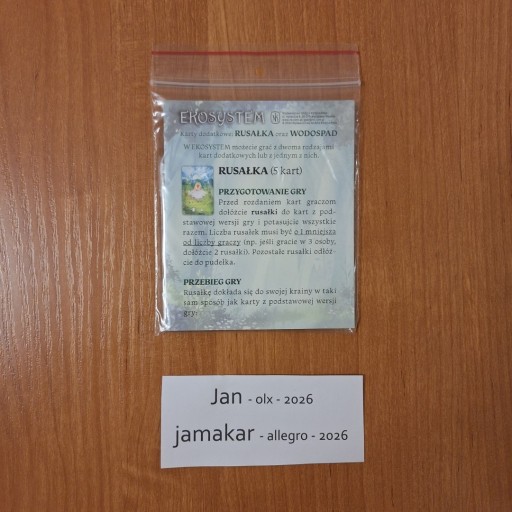 EKOSYSTEM
Karty dodatkowe: RUSAŁKA oraz WODOSPAD
W EKOSYSTEM możecie grać z dwoma rodzajami
kart dodatkowych lub z jednym z nich.
RUSAŁKA (5 kart)
PRZYGOTOWANIE GRY
Przed rozdaniem kart graczom
dołóżcie rusałki do kart z pod-
stawowej wersji gry i potasujcie wszystkie
razem. Liczba rusałek musi być o 1 mniejsza
od liczby graczy (np. jeśli gracie w 3 osoby,
dołóżcie 2 rusałki). Pozostałe rusałki odłóż-
cie do pudełka.
PRZEBIEG GRY
Rusałkę dokłada się do swojej krainy w taki
sam sposób jak karty z podstawowej wersji
gry.
Jan - olx - 2026
jamakar - allegro - 2026